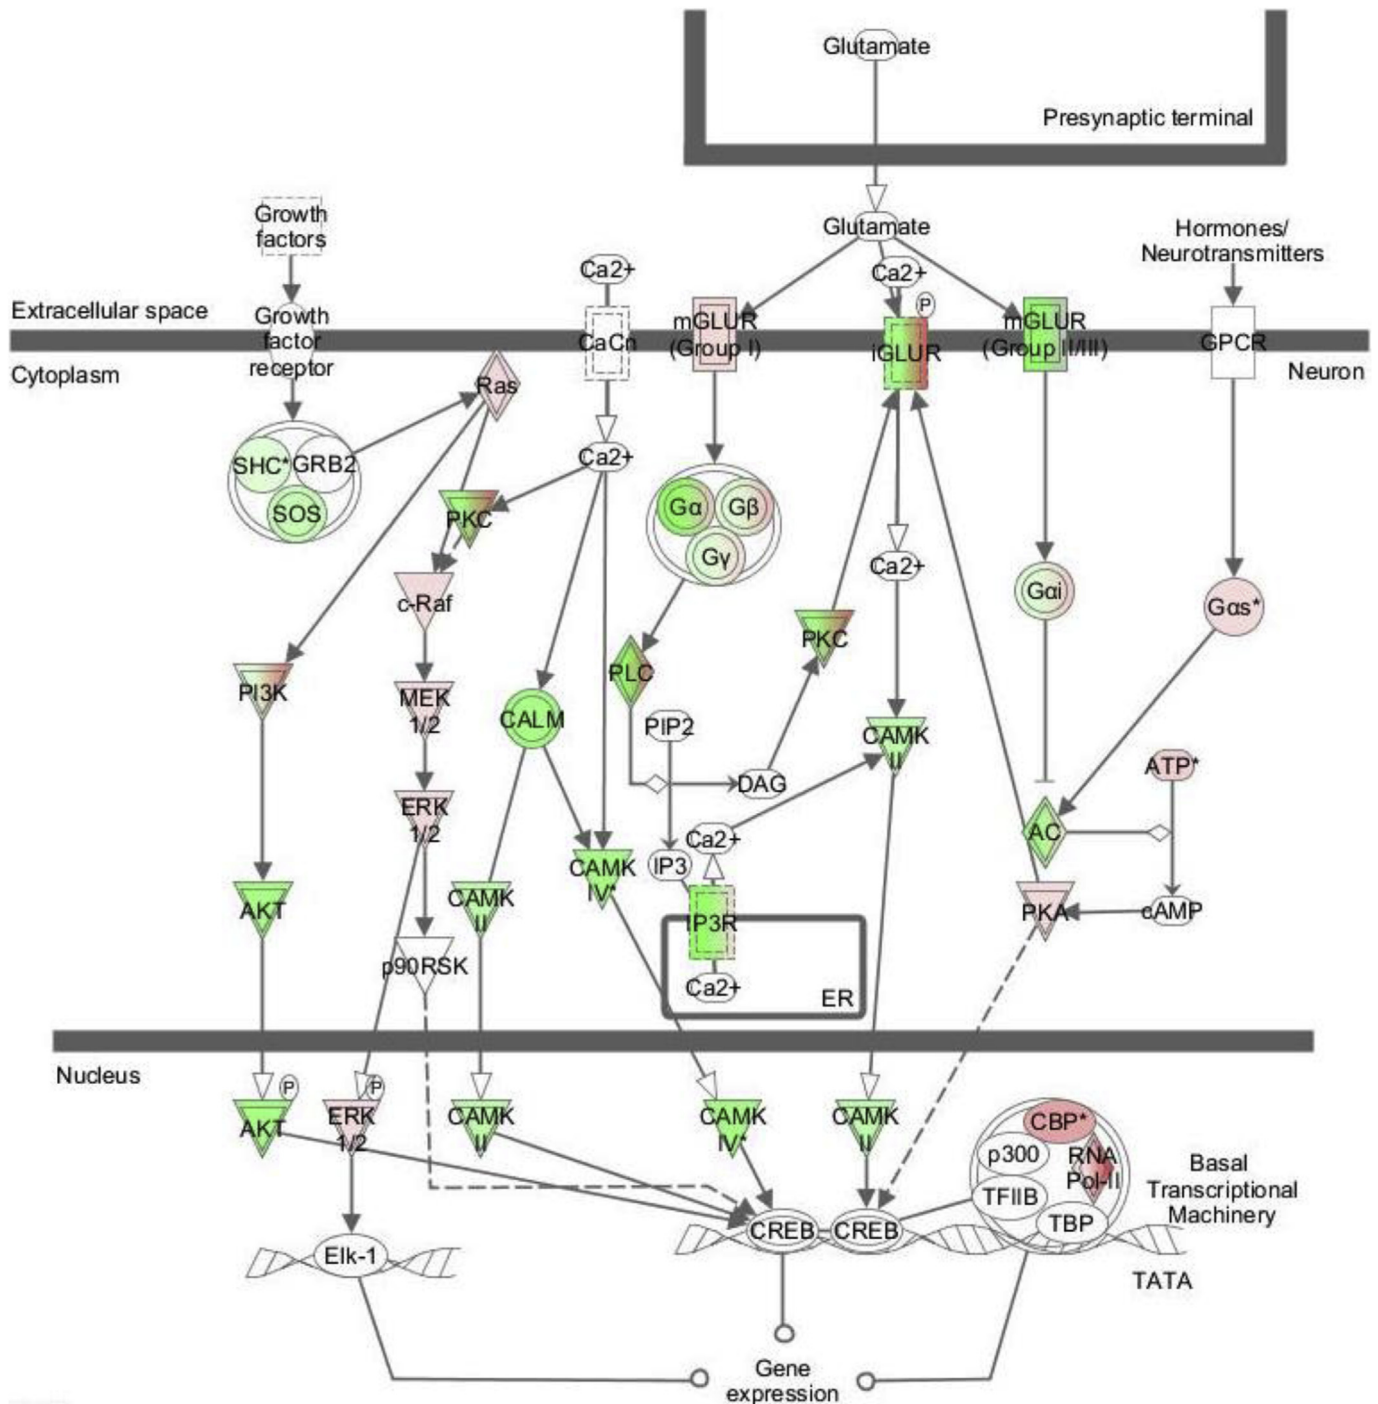 Glutamate
Presynaptic terminal
Glutamate
Growth
factors
Hormones/
Neurotransmitters
Ca2+
Ca2+
P
Extracellular space
Growth
factor
receptor
CaCn
mGLUR
(Group I)
iGLUR
mGLUR
(Group II/III)
GPCR
Cytoplasm
Neuron
Ras
SHC*
GRB2
SOS
Ca2+
PKC
Gα
Gβ
Gγ
Ca2+
c-Raf
Gαi
Gαs*
PKC
PI3K
MEK
1/2
PLC
CALM
PIP2
CAMK
II
DAG
ATP*
ERK
1/2
Ca2+
AC
CAMK
IV*
IP3
AKT
CAMK
II
IP3R
PKA
cAMP
p90RSK
Ca2+
ER
Nucleus
P
P
AKT
ERK
1/2
CAMK
II
CAMK
IV*
CAMK
II
CBP*
p300
RNA
Pol-II
TFIIB
TBP
Basal
Transcriptional
Machinery
CREB
CREB
Elk-1
TATA
Gene
expression